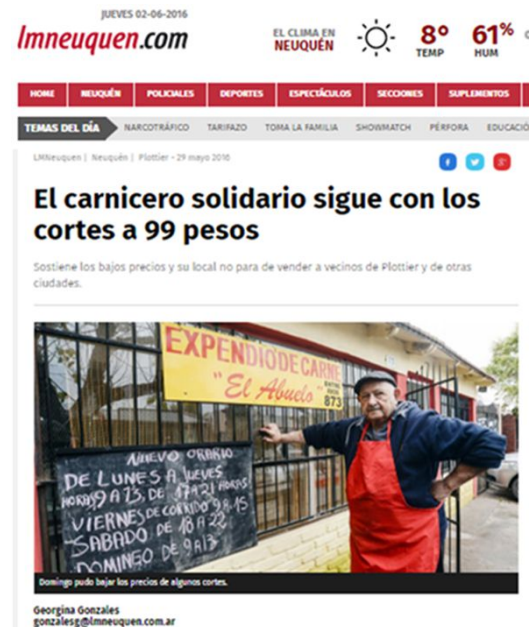 JUEVES 02-06-2016
lmneuquen.com
EL CLIMA EN
NEUQUÉN
8º
TEMP
61%
HUM
HOME NEUQUÉN POLICIALES DEPORTES ESPECTÁCULOS SECCIONES SUPLEMENTOS
TEMAS DEL DÍA NARCOTRÁFICO TARIFAZO TOMA LA FAMILIA SHOWMATCH PÉRFORA EDUCACIÓ
LMNeuquen | Neuquén | Plottier - 29 mayo 2016
El carnicero solidario sigue con los
cortes a 99 pesos
Sostiene los bajos precios y su local no para de vender a vecinos de Plottier y de otras
ciudades.
EXPENDIO DE CARNE
"El Abuelo"
873
NUEVO ORARIO
DE LUNES A JUEVES
HORAS 9 A 13, DE 17 A 21 HORAS
VIERNES DE CORRIDO 9 A 15
SABADO DE 18 A 22
DOMINGO DE 9 A 13
Domingo pudo bajar los precios de algunos cortes.
Georgina Gonzales
gonzalesg@lmneuquen.com.ar